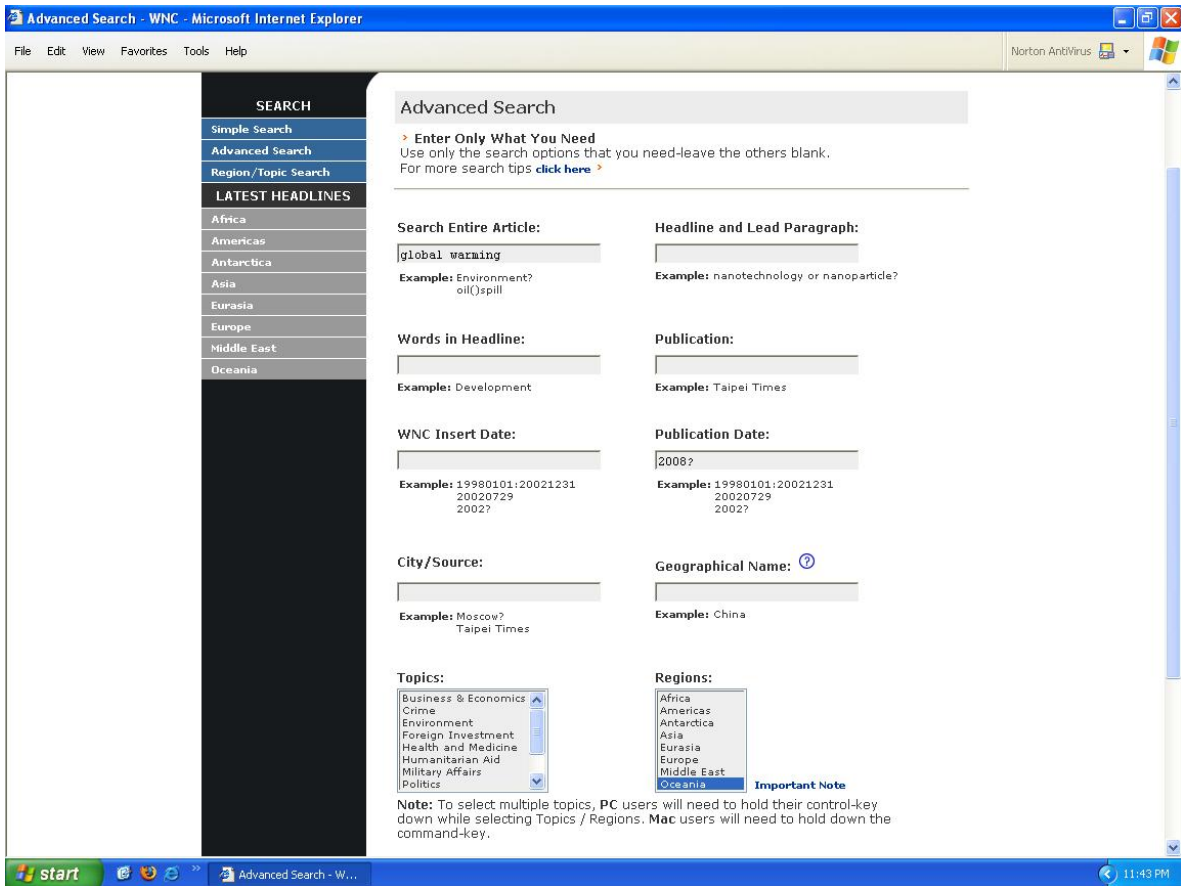 Advanced Search - WNC - Microsoft Internet Explorer
File Edit View Favorites Tools Help
Norton AntiVirus
SEARCH
Simple Search
Advanced Search
Region/Topic Search
LATEST HEADLINES
Africa
Americas
Antarctica
Asia
Eurasia
Europe
Middle East
Oceania
Advanced Search
Enter Only What You Need
Use only the search options that you need-leave the others blank.
For more search tips click here
Search Entire Article:
global warming
Example: Environment?
oil()spill
Headline and Lead Paragraph:
Example: nanotechnology or nanoparticle?
Words in Headline:
Example: Development
Publication:
Example: Taipei Times
WNC Insert Date:
Example: 19980101:20021231
20020729
2002?
Publication Date:
2008?
Example: 19980101:20021231
20020729
2002?
City/Source:
Example: Moscow?
Taipei Times
Geographical Name: ?
Example: China
Topics:
Business & Economics
Crime
Environment
Foreign Investment
Health and Medicine
Humanitarian Aid
Military Affairs
Politics
Regions:
Africa
Americas
Antarctica
Asia
Eurasia
Europe
Middle East
Oceania
Important Note
Note: To select multiple topics, PC users will need to hold their control-key
down while selecting Topics / Regions. Mac users will need to hold down the
command-key.
start
Advanced Search - W...
11:43 PM